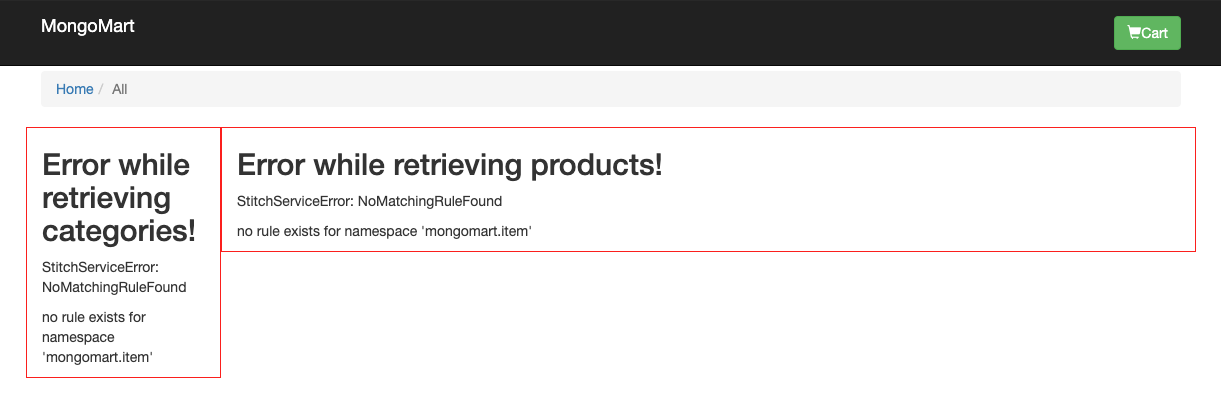 MongoMart
Cart
Home / All
Error while
retrieving
categories!
StitchServiceError:
NoMatchingRuleFound
no rule exists for
namespace
'mongomart.item'
Error while retrieving products!
StitchServiceError: NoMatchingRuleFound
no rule exists for namespace 'mongomart.item'